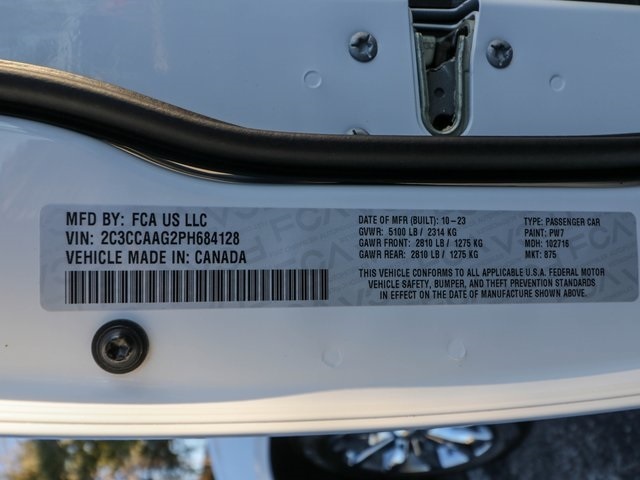 MFD BY: FCA US LLC
VIN: 2C3CCAAG2PH684128
VEHICLE MADE IN: CANADA
DATE OF MFR (BUILT): 10-23
GVWR: 5100 LB / 2314 KG
GAWR FRONT: 2810 LB / 1275 KG
GAWR REAR: 2810 LB / 1275 KG
TYPE: PASSENGER CAR
PAINT: PW7
MDH: 102716
MKT: 875
THIS VEHICLE CONFORMS TO ALL APPLICABLE U.S.A. FEDERAL MOTOR
VEHICLE SAFETY, BUMPER, AND THEFT PREVENTION STANDARDS
IN EFFECT ON THE DATE OF MANUFACTURE SHOWN ABOVE.